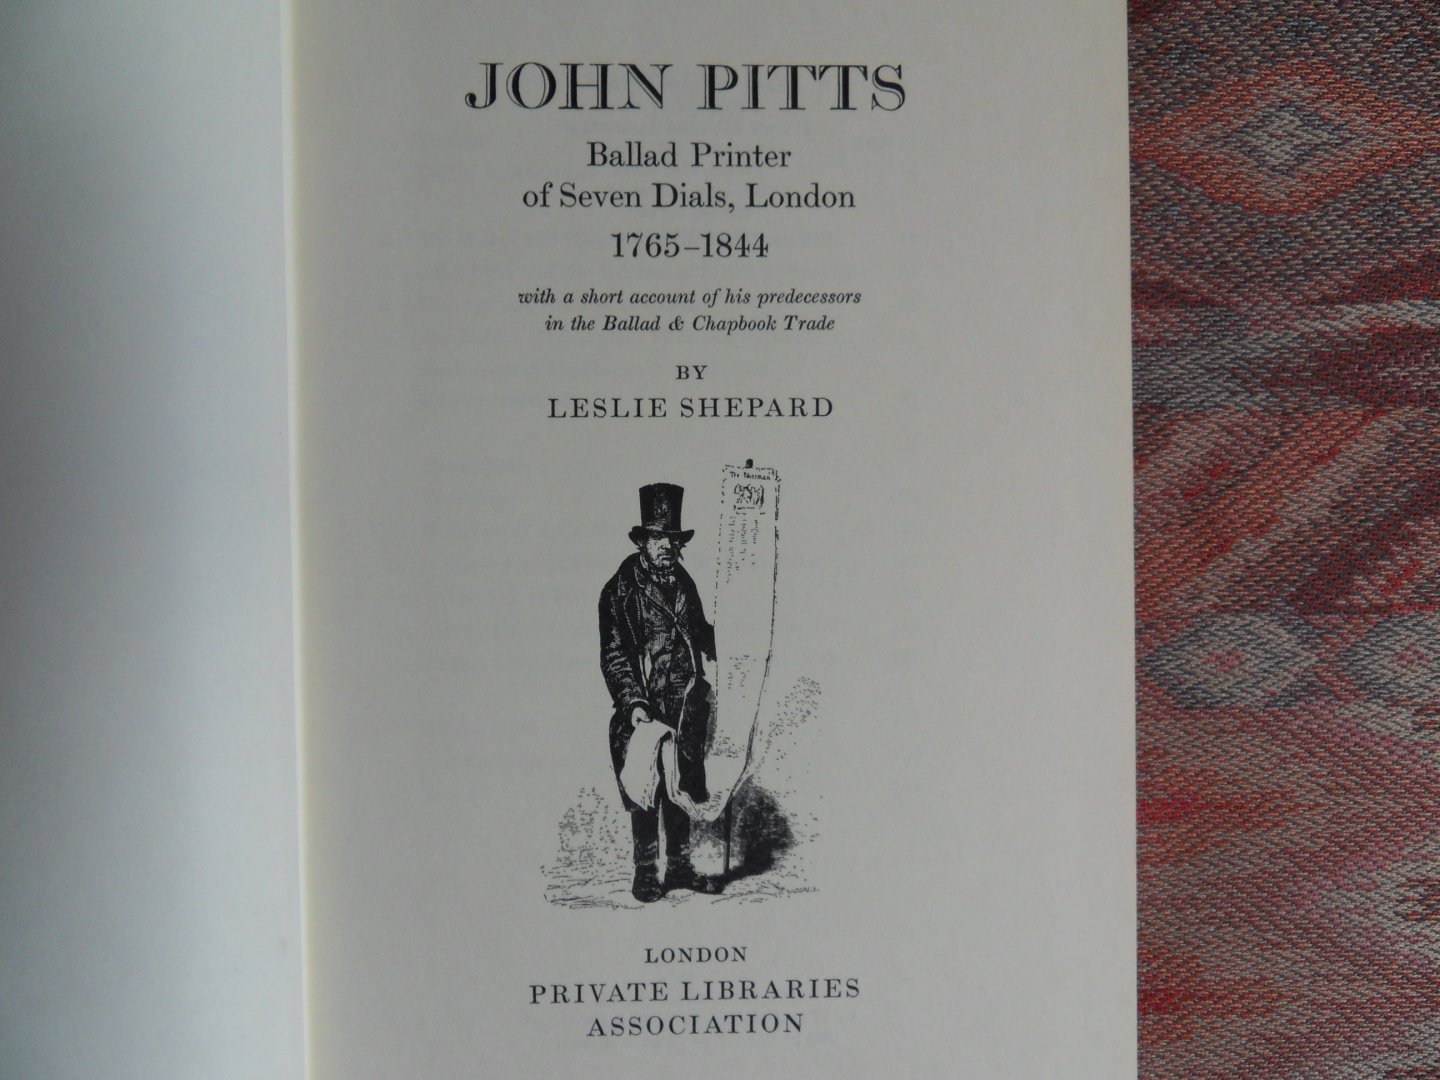 JOHN PITTS
Ballad Printer
of Seven Dials, London
1765–1844
with a short account of his predecessors
in the Ballad & Chapbook Trade
BY
LESLIE SHEPARD
LONDON
PRIVATE LIBRARIES
ASSOCIATION